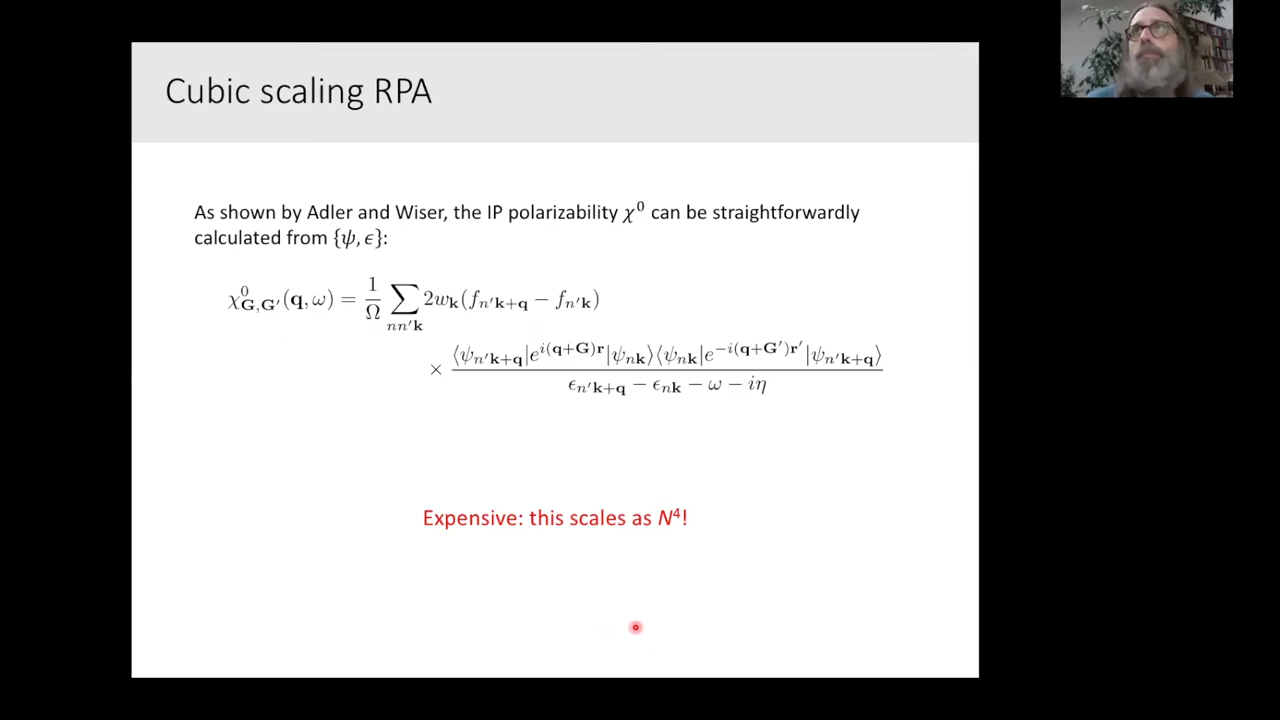 Cubic scaling RPA
As shown by Adler and Wiser, the IP polarizability χ⁰ can be straightforwardly
calculated from {ψ, ϵ}:
χ⁰_{G,G′}(q, ω) = 1/Ω ∑_{nn′k} 2w_k(f_{n′k+q} − f_{n′k})
× ⟨ψ_{n′k+q}|e^{i(q+G)r}|ψ_{nk}⟩⟨ψ_{nk}|e^{−i(q+G′)r′}|ψ_{n′k+q}⟩ / ϵ_{n′k+q} − ϵ_{nk} − ω − iη
Expensive: this scales as N⁴!